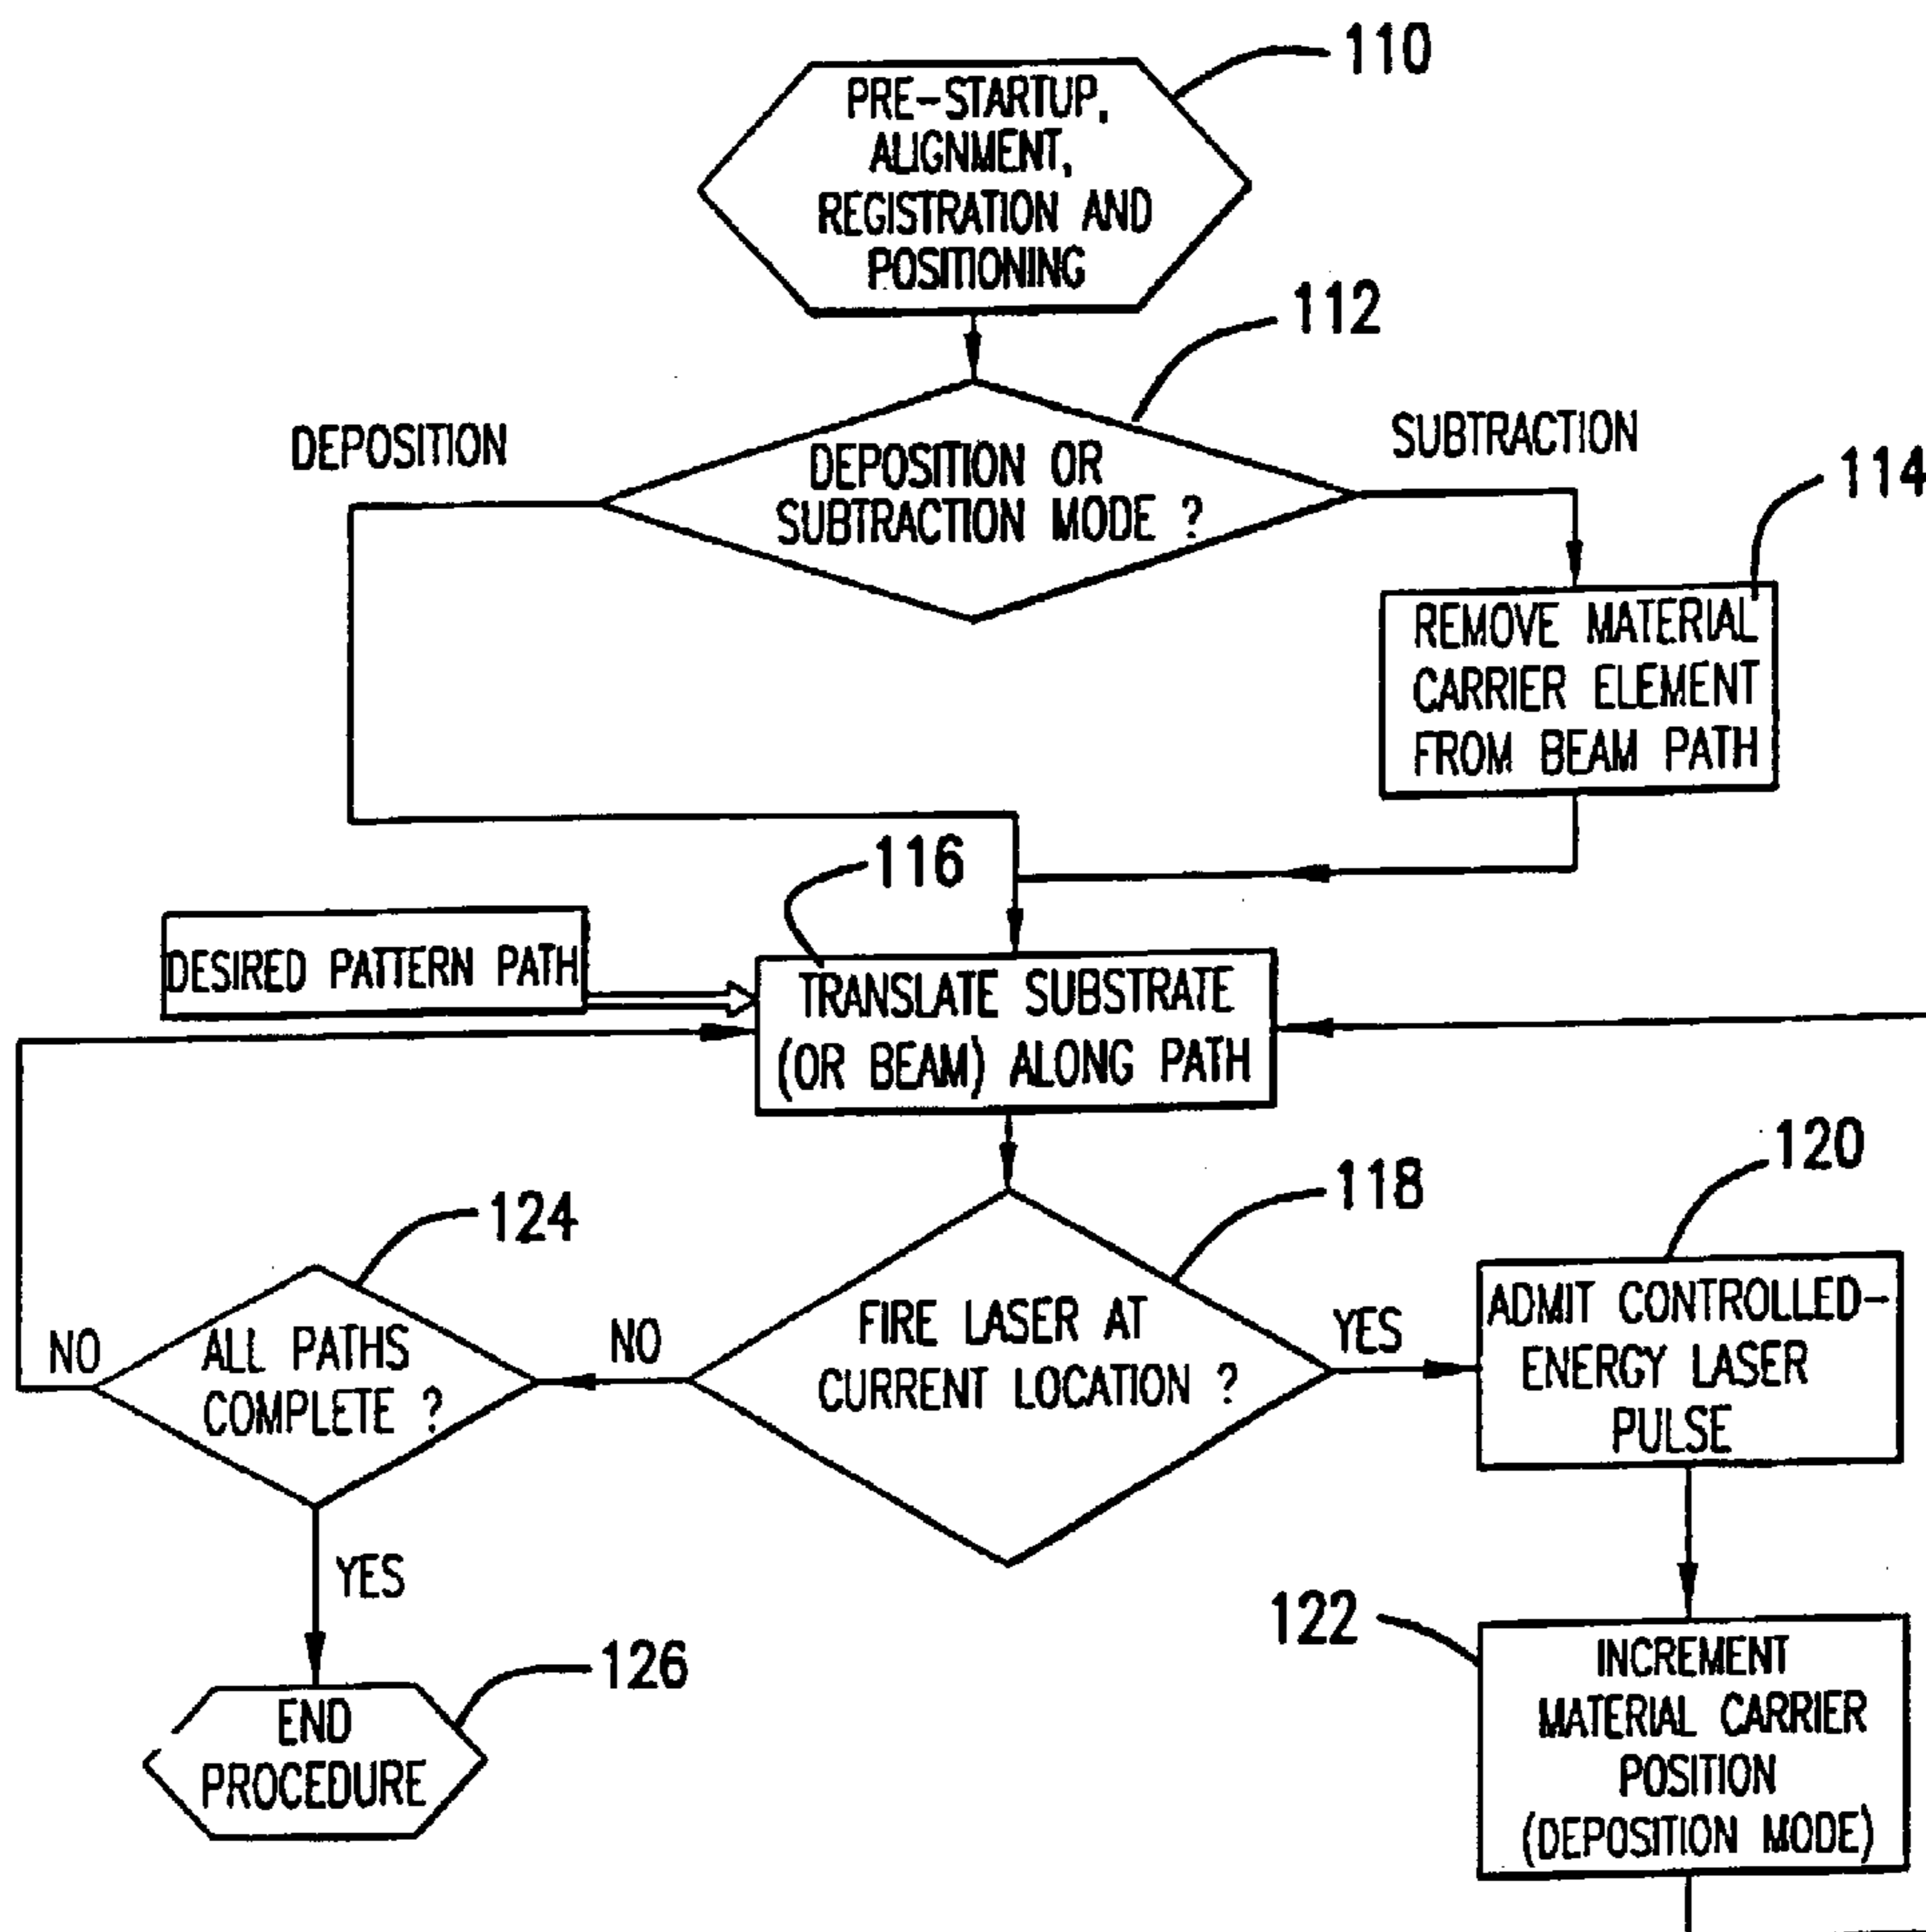 110
PRE-STARTUP,
ALIGNMENT,
REGISTRATION AND
POSITIONING
112
DEPOSITION
DEPOSITION OR
SUBTRACTION MODE ?
SUBTRACTION
114
REMOVE MATERIAL
CARRIER ELEMENT
FROM BEAM PATH
116
DESIRED PATTERN PATH
TRANSLATE SUBSTRATE
(OR BEAM) ALONG PATH
124
118
120
NO
ALL PATHS
COMPLETE ?
NO
FIRE LASER AT
CURRENT LOCATION ?
YES
ADMIT CONTROLLED-
ENERGY LASER
PULSE
YES
122
INCREMENT
MATERIAL CARRIER
POSITION
(DEPOSITION MODE)
126
END
PROCEDURE